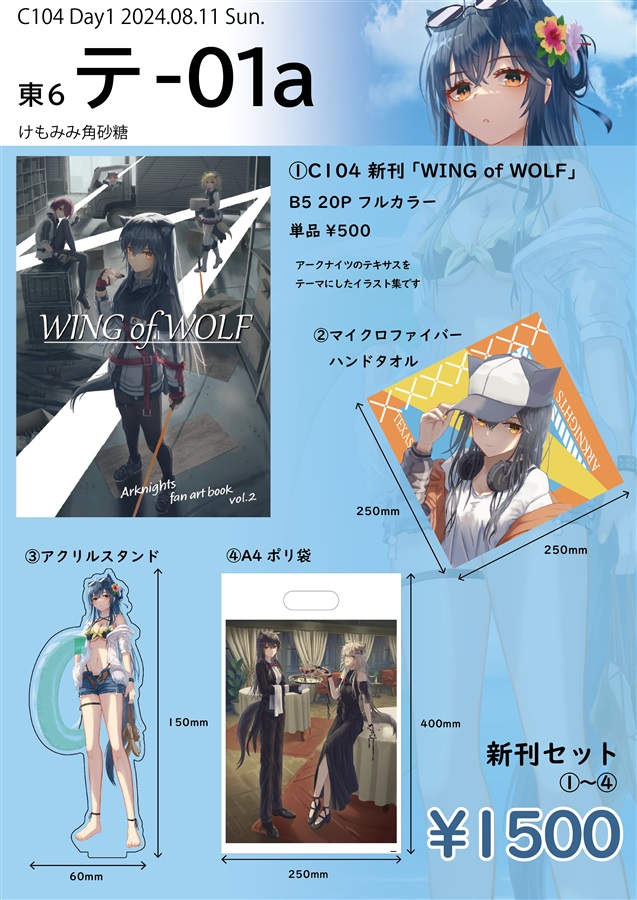 C104 Day1 2024.08.11 Sun.
東6 テ-01a
けもみみ角砂糖
①C104 新刊「WING of WOLF」
B5 20P フルカラー
単品 ¥500
アークナイツのテキサスを
テーマにしたイラスト集です
WING of WOLF
Arknights
fan art book
vol.2
②マイクロファイバー
ハンドタオル
TEXAS
ARKNIGHTS
250mm
250mm
③アクリルスタンド
150mm
60mm
④A4 ポリ袋
400mm
250mm
新刊セット
①～④
¥1500